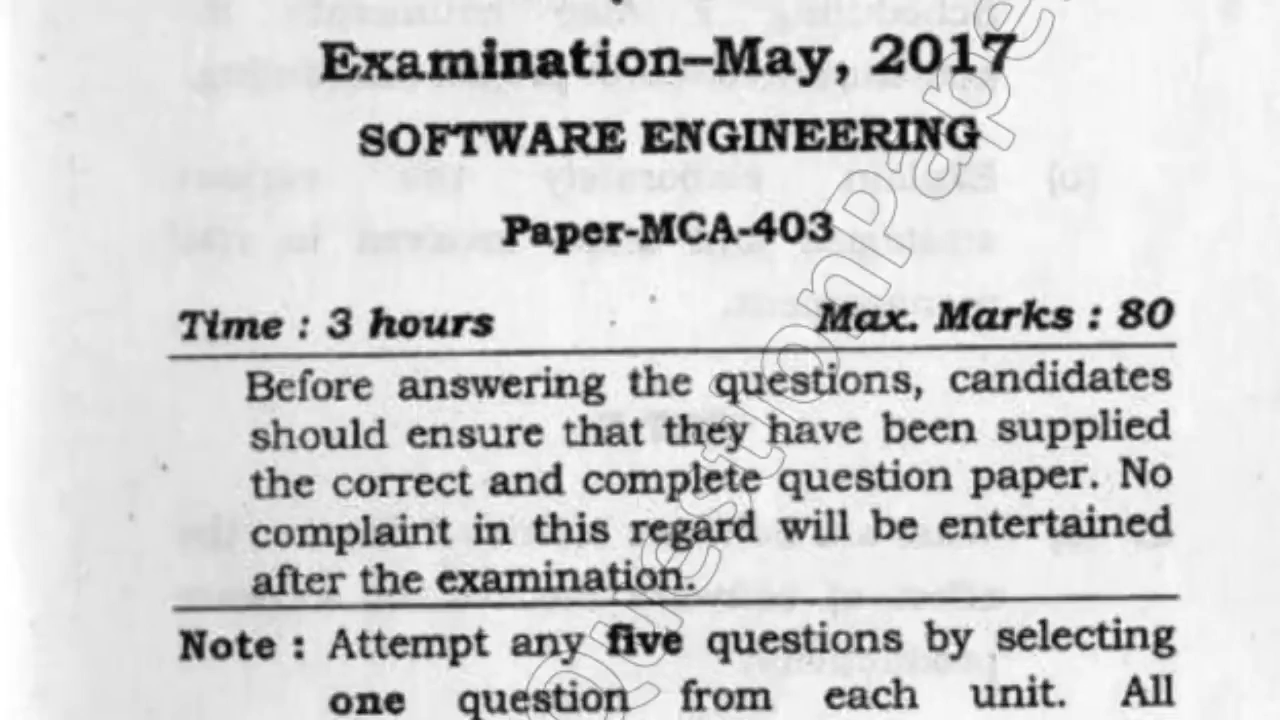 Examination–May, 2017
SOFTWARE ENGINEERING
Paper-MCA-403
Time : 3 hours Max. Marks : 80
Before answering the questions, candidates
should ensure that they have been supplied
the correct and complete question paper. No
complaint in this regard will be entertained
after the examination.
Note : Attempt any five questions by selecting
one question from each unit. All